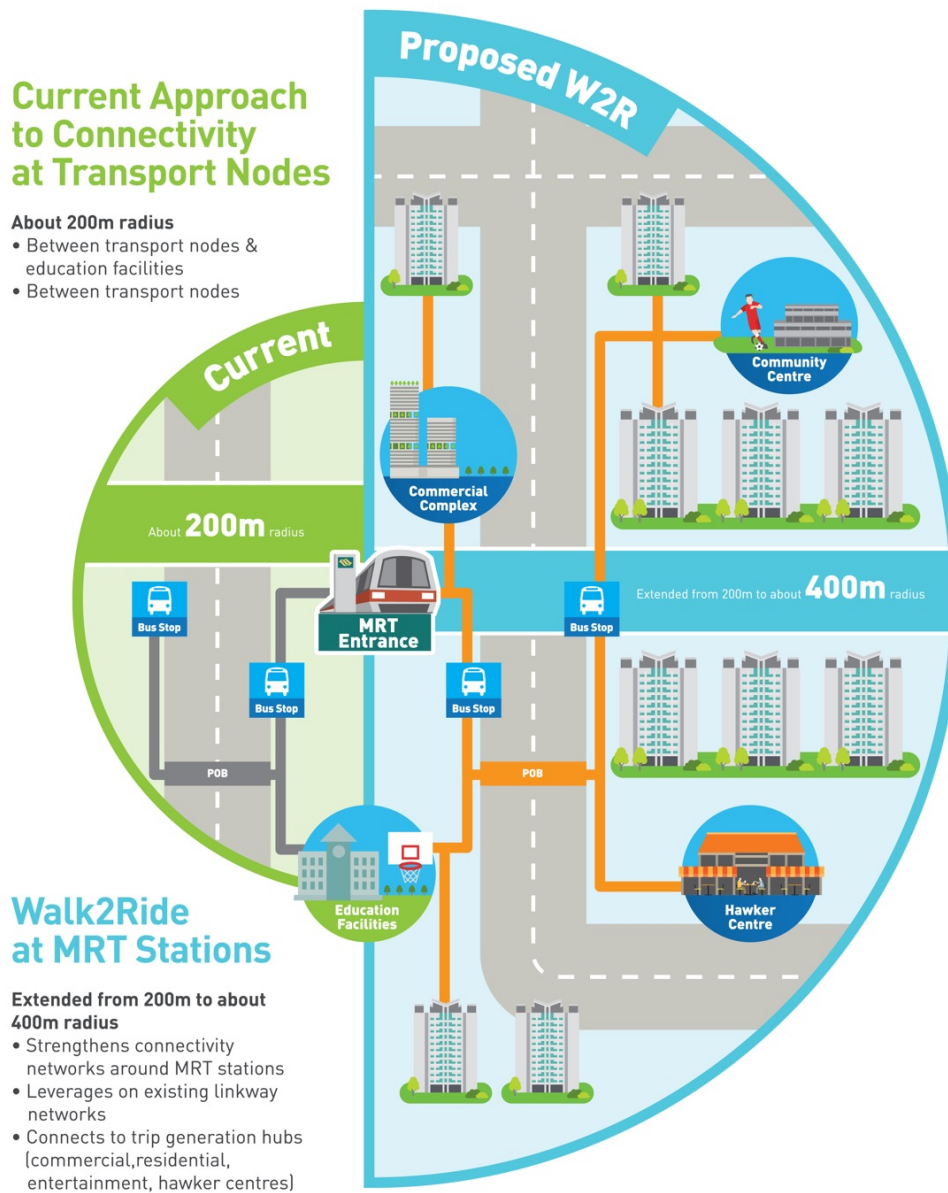 Current Approach
to Connectivity
at Transport Nodes
About 200m radius
• Between transport nodes &
education facilities
• Between transport nodes
Proposed W2R
Current
Community
Centre
Commercial
Complex
About 200m radius
Extended from 200m to about 400m radius
Bus Stop
Bus Stop
MRT
Entrance
Bus Stop
Bus Stop
POB
POB
Education
Facilities
Hawker
Centre
Walk2Ride
at MRT Stations
Extended from 200m to about
400m radius
• Strengthens connectivity
networks around MRT stations
• Leverages on existing linkway
networks
• Connects to trip generation hubs
(commercial,residential,
entertainment, hawker centres)